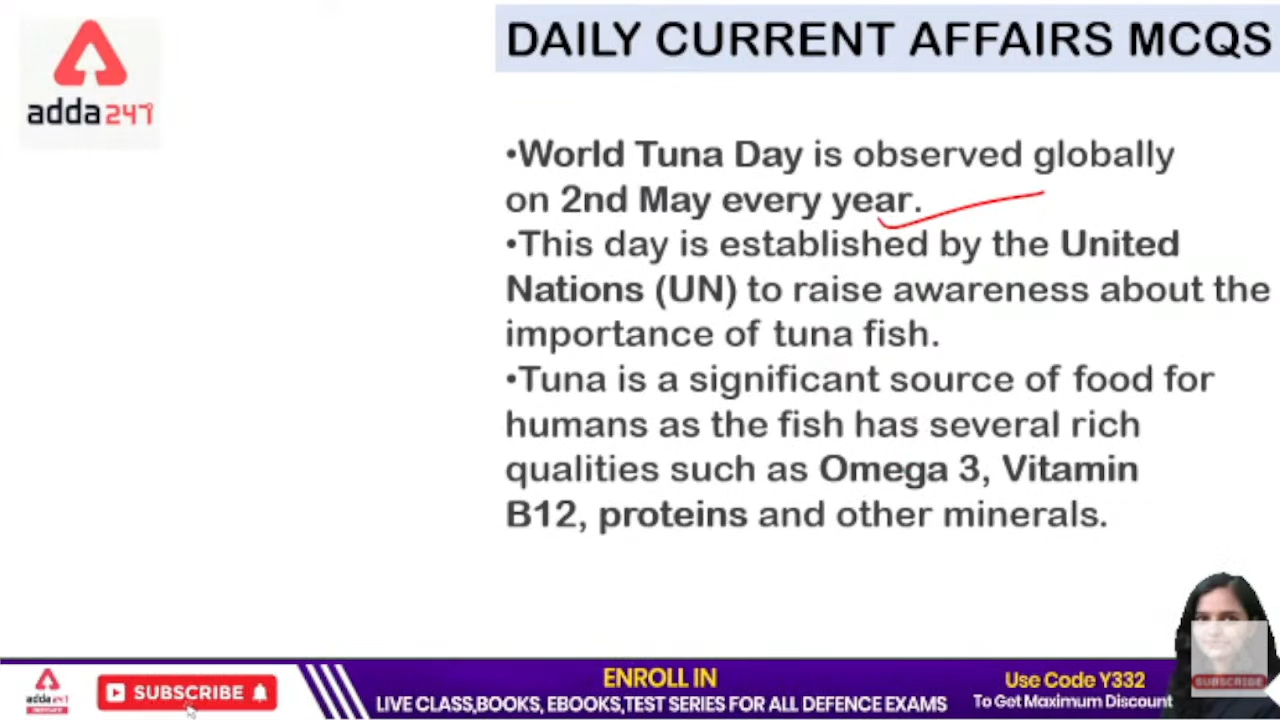 DAILY CURRENT AFFAIRS MCQS
adda247
•World Tuna Day is observed globally
on 2nd May every year.
•This day is established by the United
Nations (UN) to raise awareness about the
importance of tuna fish.
•Tuna is a significant source of food for
humans as the fish has several rich
qualities such as Omega 3, Vitamin
B12, proteins and other minerals.
adda247
SUBSCRIBE
ENROLL IN
LIVE CLASS,BOOKS, EBOOKS,TEST SERIES FOR ALL DEFENCE EXAMS
Use Code Y332
To Get Maximum Discount
SUBSCRIBE